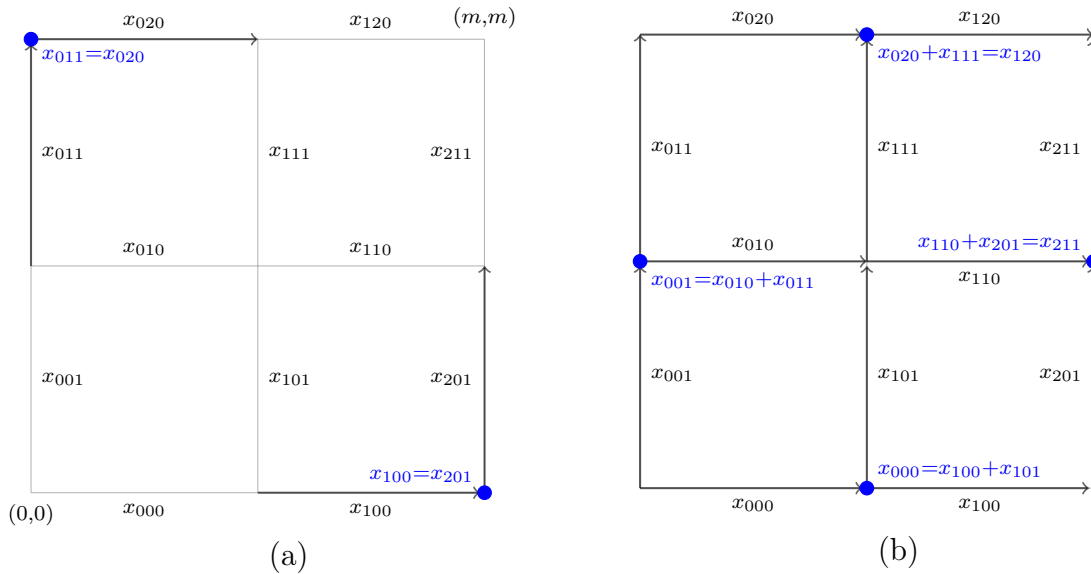 x₀₂₀ x₁₂₀ (m,m)
x₀₁₁=x₀₂₀
x₀₁₁ x₁₁₁ x₂₁₁
x₀₁₀ x₁₁₀
x₀₀₁ x₁₀₁ x₂₀₁
x₁₀₀=x₂₀₁
(0,0) x₀₀₀ x₁₀₀
(a)
x₀₂₀ x₁₂₀
x₀₂₀+x₁₁₁=x₁₂₀
x₀₁₁ x₁₁₁ x₂₁₁
x₀₁₀ x₁₁₀+x₂₀₁=x₂₁₁
x₀₀₁=x₀₁₀+x₀₁₁ x₁₁₀
x₀₀₁ x₁₀₁ x₂₀₁
x₀₀₀=x₁₀₀+x₁₀₁
x₀₀₀ x₁₀₀
(b)